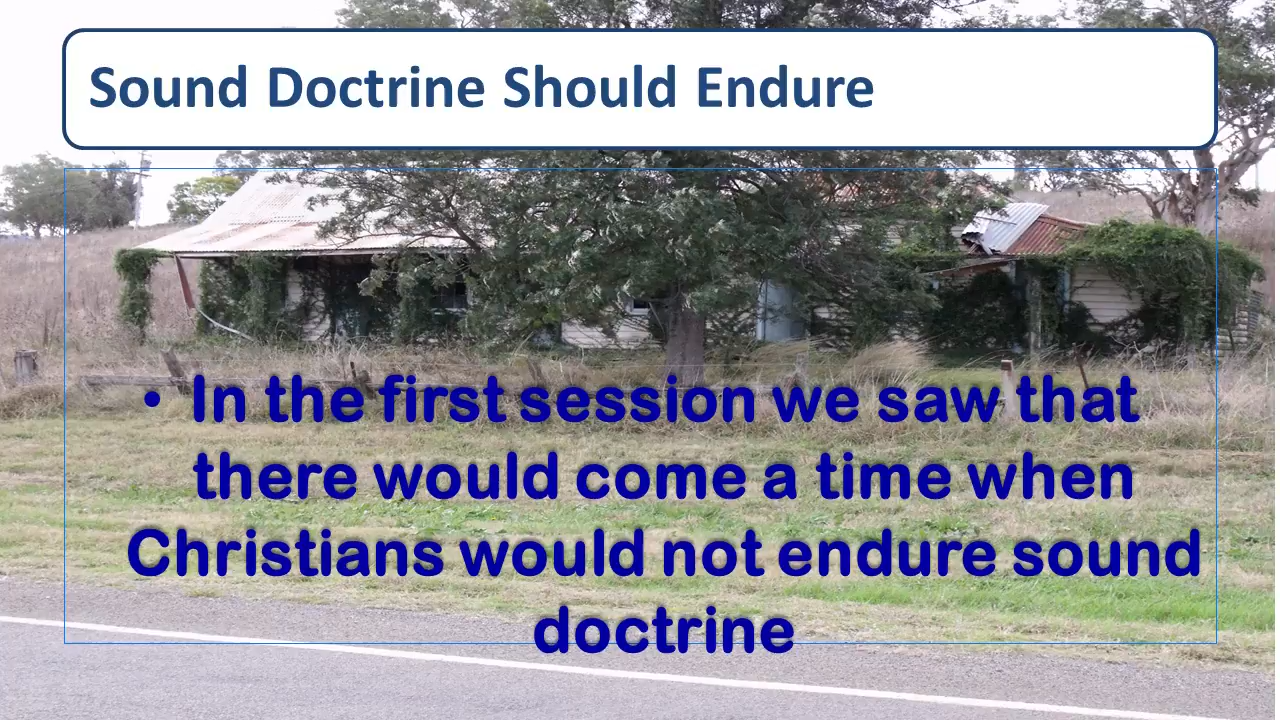 Sound Doctrine Should Endure
• In the first session we saw that
there would come a time when
Christians would not endure sound
doctrine